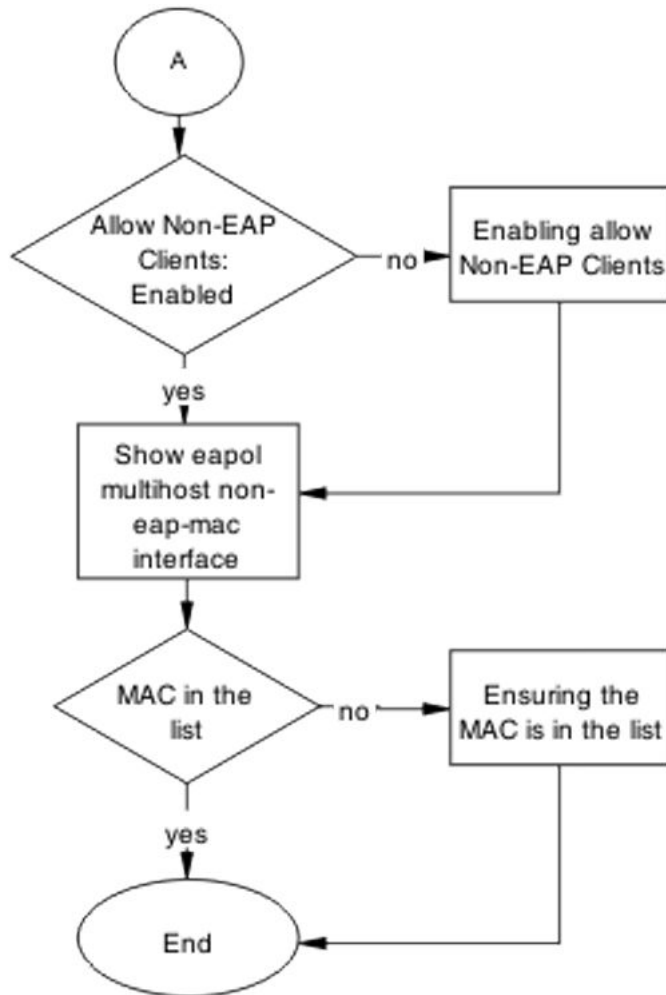 A
Allow Non-EAP
Clients:
Enabled
no
Enabling allow
Non-EAP Clients
yes
Show eapol
multihost non-
eap-mac
interface
MAC in the
list
no
Ensuring the
MAC is in the list
yes
End